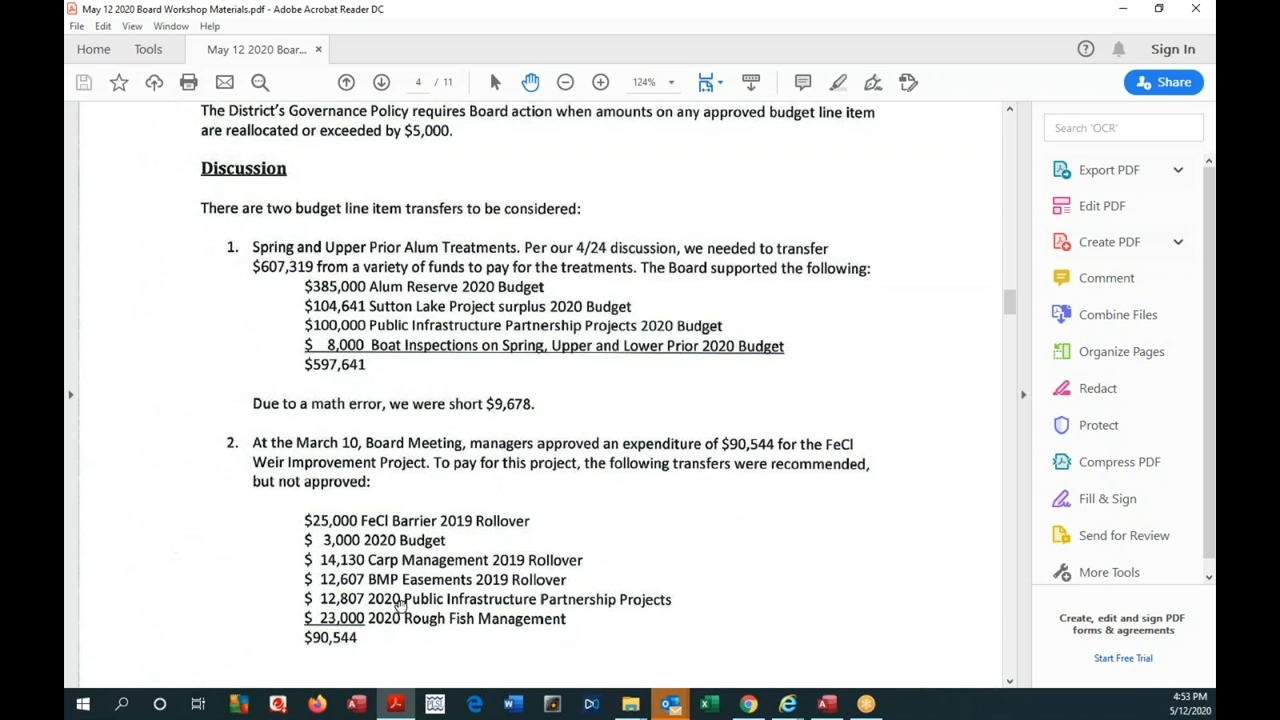 May 12 2020 Board Workshop Materials.pdf - Adobe Acrobat Reader DC
File Edit View Window Help
Home Tools May 12 2020 Boar... × Sign In
4 / 11 124% Share
The District's Governance Policy requires Board action when amounts on any approved budget line item
are reallocated or exceeded by $5,000.
Discussion
There are two budget line item transfers to be considered:
1. Spring and Upper Prior Alum Treatments. Per our 4/24 discussion, we needed to transfer
$607,319 from a variety of funds to pay for the treatments. The Board supported the following:
$385,000 Alum Reserve 2020 Budget
$104,641 Sutton Lake Project surplus 2020 Budget
$100,000 Public Infrastructure Partnership Projects 2020 Budget
$ 8,000 Boat Inspections on Spring, Upper and Lower Prior 2020 Budget
$597,641
Due to a math error, we were short $9,678.
2. At the March 10, Board Meeting, managers approved an expenditure of $90,544 for the FeCl
Weir Improvement Project. To pay for this project, the following transfers were recommended,
but not approved:
$25,000 FeCl Barrier 2019 Rollover
$ 3,000 2020 Budget
$ 14,130 Carp Management 2019 Rollover
$ 12,607 BMP Easements 2019 Rollover
$ 12,807 2020 Public Infrastructure Partnership Projects
$ 23,000 2020 Rough Fish Management
$90,544
Search 'OCR'
Export PDF
Edit PDF
Create PDF
Comment
Combine Files
Organize Pages
Redact
Protect
Compress PDF
Fill & Sign
Send for Review
More Tools
Create, edit and sign PDF
forms & agreements
Start Free Trial
4:53 PM
5/12/2020